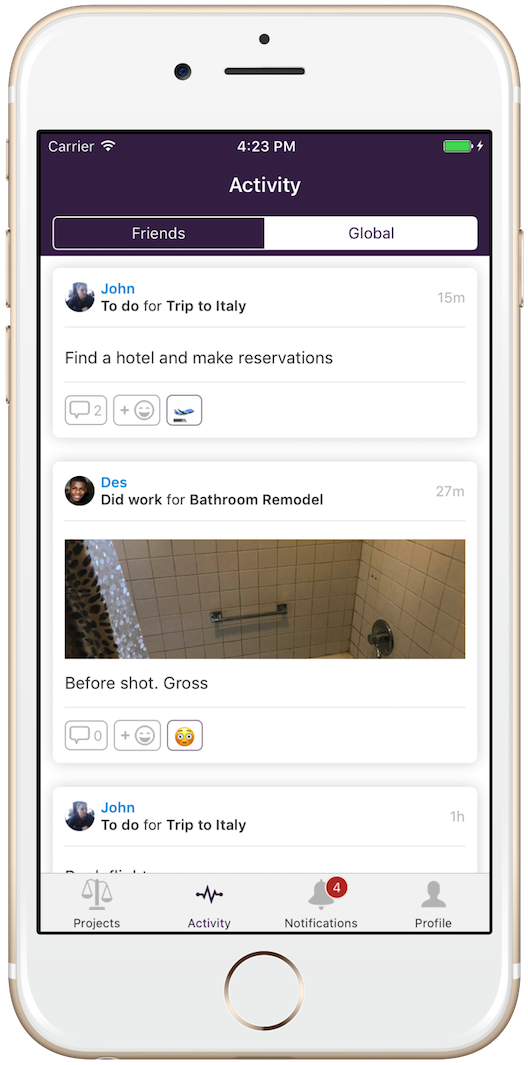 Carrier 4:23 PM
Activity
Friends Global
John
To do for Trip to Italy 15m
Find a hotel and make reservations
2 +
Des
Did work for Bathroom Remodel 27m
Before shot. Gross
0 +
John
To do for Trip to Italy 1h
4
Projects Activity Notifications Profile